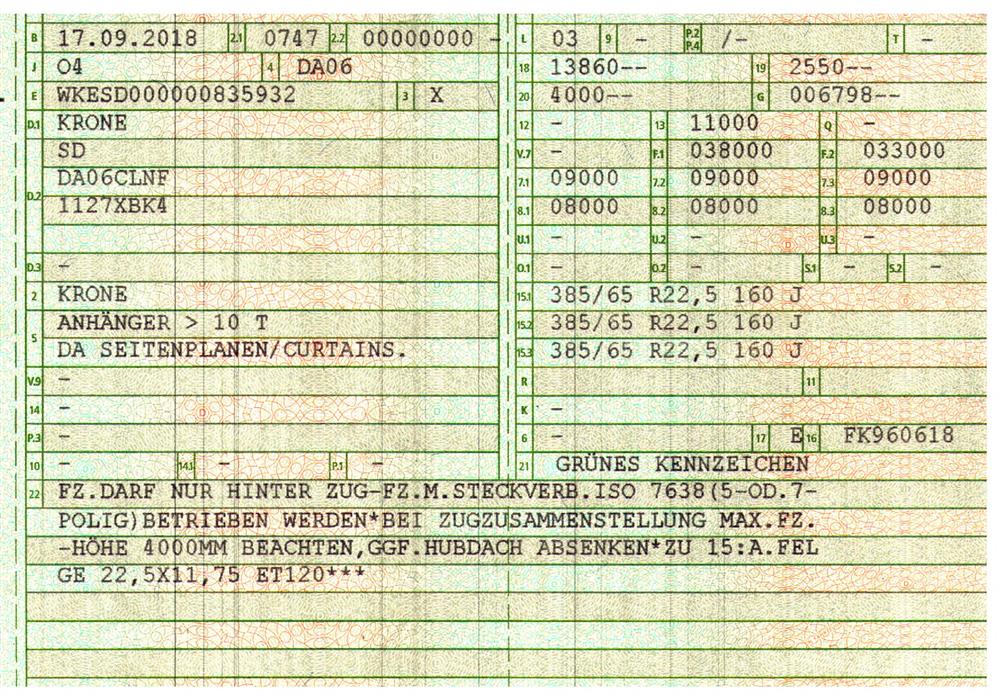 B 17.09.2018 2.1 0747 2.2 00000000 - L 03 9 - P.2 P.4 /- T -
J O4 4 DA06 18 13860-- 19 2550--
E WKESD000000835932 3 X 20 4000-- G 006798--
D.1 KRONE 12 - 13 11000 Q -
SD V.7 - F.1 038000 F.2 033000
D.2 DA06CLNF 7.1 09000 7.2 09000 7.3 09000
1127XBK4 8.1 08000 8.2 08000 8.3 08000
U.1 - U.2 - U.3 -
D.3 - O.1 - O.2 - S.1 - S.2 -
2 KRONE 15.1 385/65 R22,5 160 J
5 ANHÄNGER > 10 T 15.2 385/65 R22,5 160 J
DA SEITENPLANEN/CURTAINS. 15.3 385/65 R22,5 160 J
V.9 - R 11
14 - K -
P.3 - 6 - 17 E 16 FK960618
10 - 14.1 - P.1 - 21 GRÜNES KENNZEICHEN
22 FZ.DARF NUR HINTER ZUG-FZ.M.STECKVERB.ISO 7638(5-OD.7-
POLIG)BETRIEBEN WERDEN*BEI ZUGZUSAMMENSTELLUNG MAX.FZ.
-HÖHE 4000MM BEACHTEN,GGF.HUBDACH ABSENKEN*ZU 15:A.FEL
GE 22,5X11,75 ET120***